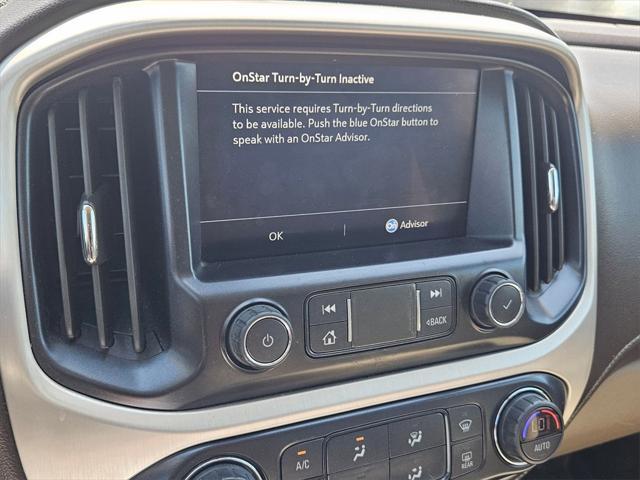 OnStar Turn-by-Turn Inactive
This service requires Turn-by-Turn directions
to be available. Push the blue OnStar button to
speak with an OnStar Advisor.
OK
Advisor
BACK
A/C
REAR
AUTO